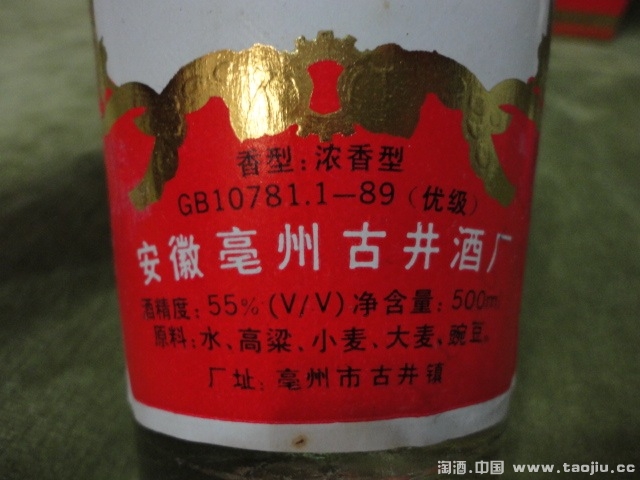 香型:浓香型
GB10781.1—89(优级)
安徽亳州古井酒厂
酒精度:55%(V/V)净含量:500ml
原料:水、高粱、小麦、大麦、豌豆。
厂址:亳州市古井镇
淘酒.中国 www.taojiu.cc